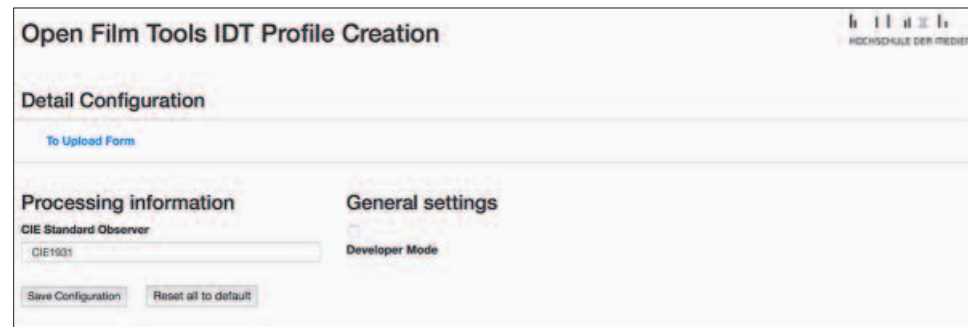 Open Film Tools IDT Profile Creation
HOCHSCHULE DER MEDIEN
Detail Configuration
To Upload Form
Processing information
CIE Standard Observer
CIE1931
Save Configuration
Reset all to default
General settings
Developer Mode